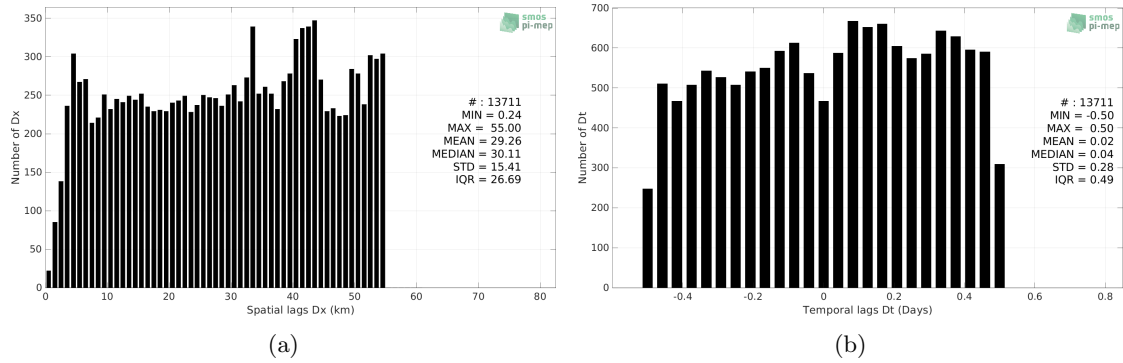 350
300
250
200
150
100
50
0
Number of Dx
smos
pi-mep
# : 13711
MIN = 0.24
MAX = 55.00
MEAN = 29.26
MEDIAN = 30.11
STD = 15.41
IQR = 26.69
0 10 20 30 40 50 60 70 80
Spatial lags Dx (km)
(a)
700
600
500
400
300
200
100
0
Number of Dt
smos
pi-mep
# : 13711
MIN = -0.50
MAX = 0.50
MEAN = 0.02
MEDIAN = 0.04
STD = 0.28
IQR = 0.49
-0.4 -0.2 0 0.2 0.4 0.6 0.8
Temporal lags Dt (Days)
(b)